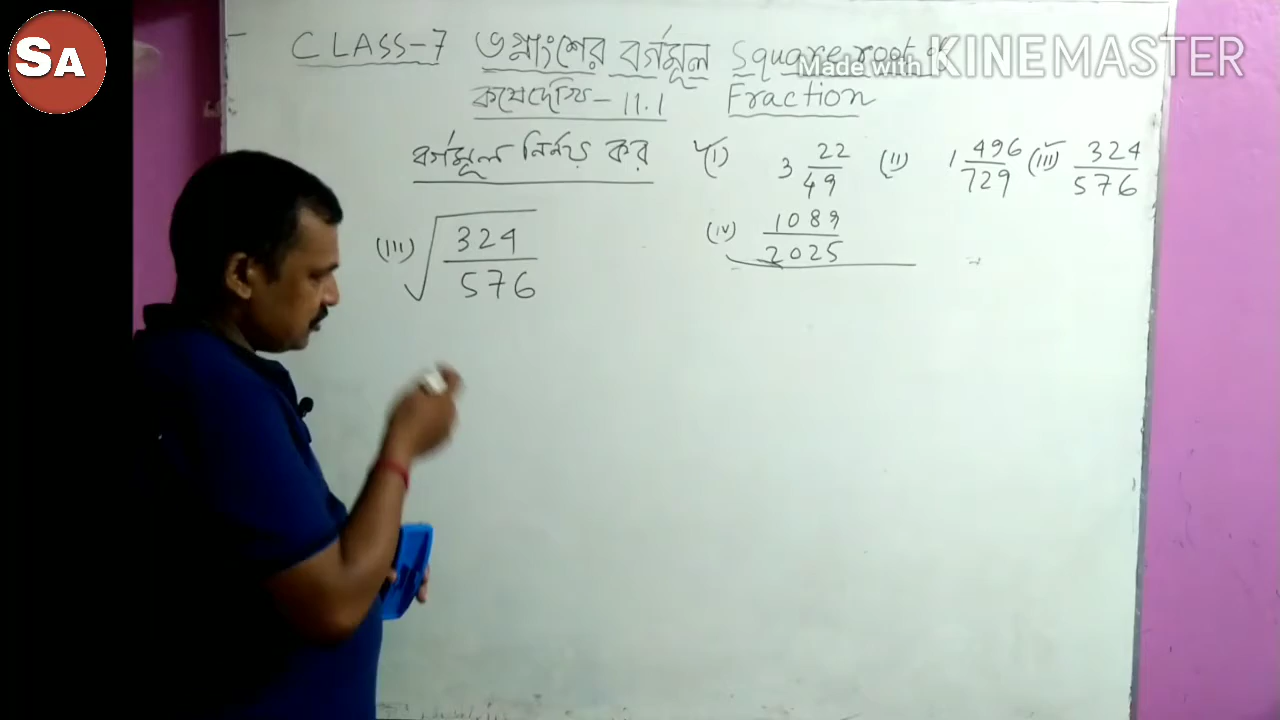 SA
CLASS-7 ভগ্নাংশের বর্গমূল Square root of
Made with KINEMASTER
কষে দেখি - 11.1 Fraction
বর্গমূল নির্ণয় কর (i) 3 22/49 (ii) 1 496/729 (iii) 324/576
(iii) √324/576 (iv) 1089/2025